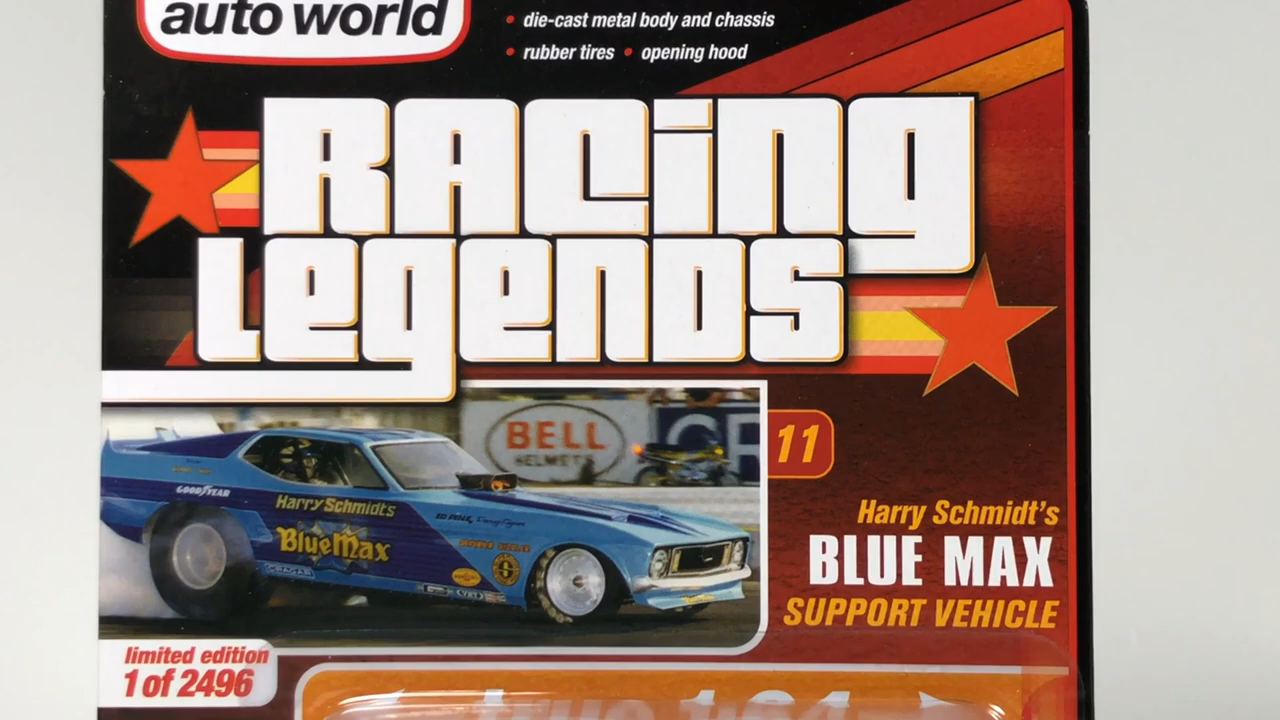 auto world
• die-cast metal body and chassis
• rubber tires • opening hood
RACing
Legends
BELL
HELMETS
11
GOODYEAR
Harry Schmidt's
BlueMax
Harry Schmidt's
BLUE MAX
SUPPORT VEHICLE
limited edition
1 of 2496